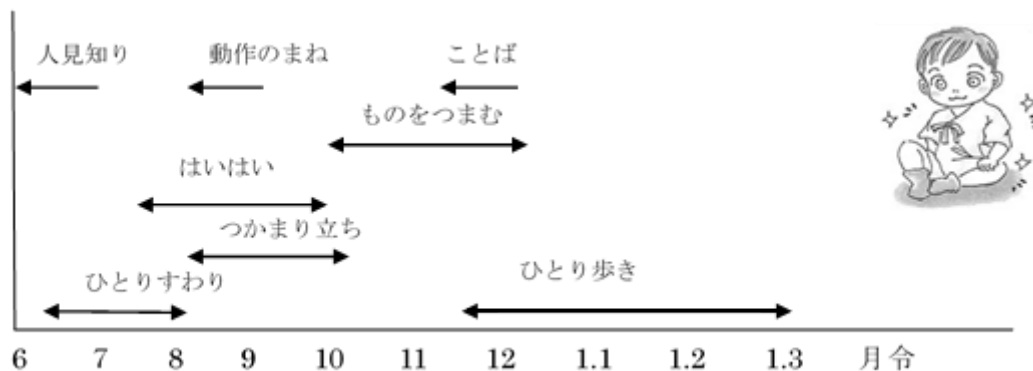 人見知り 動作のまね ことば
ものをつまむ
はいはい
つかまり立ち
ひとり歩き
ひとりすわり
6 7 8 9 10 11 12 1.1 1.2 1.3 月令